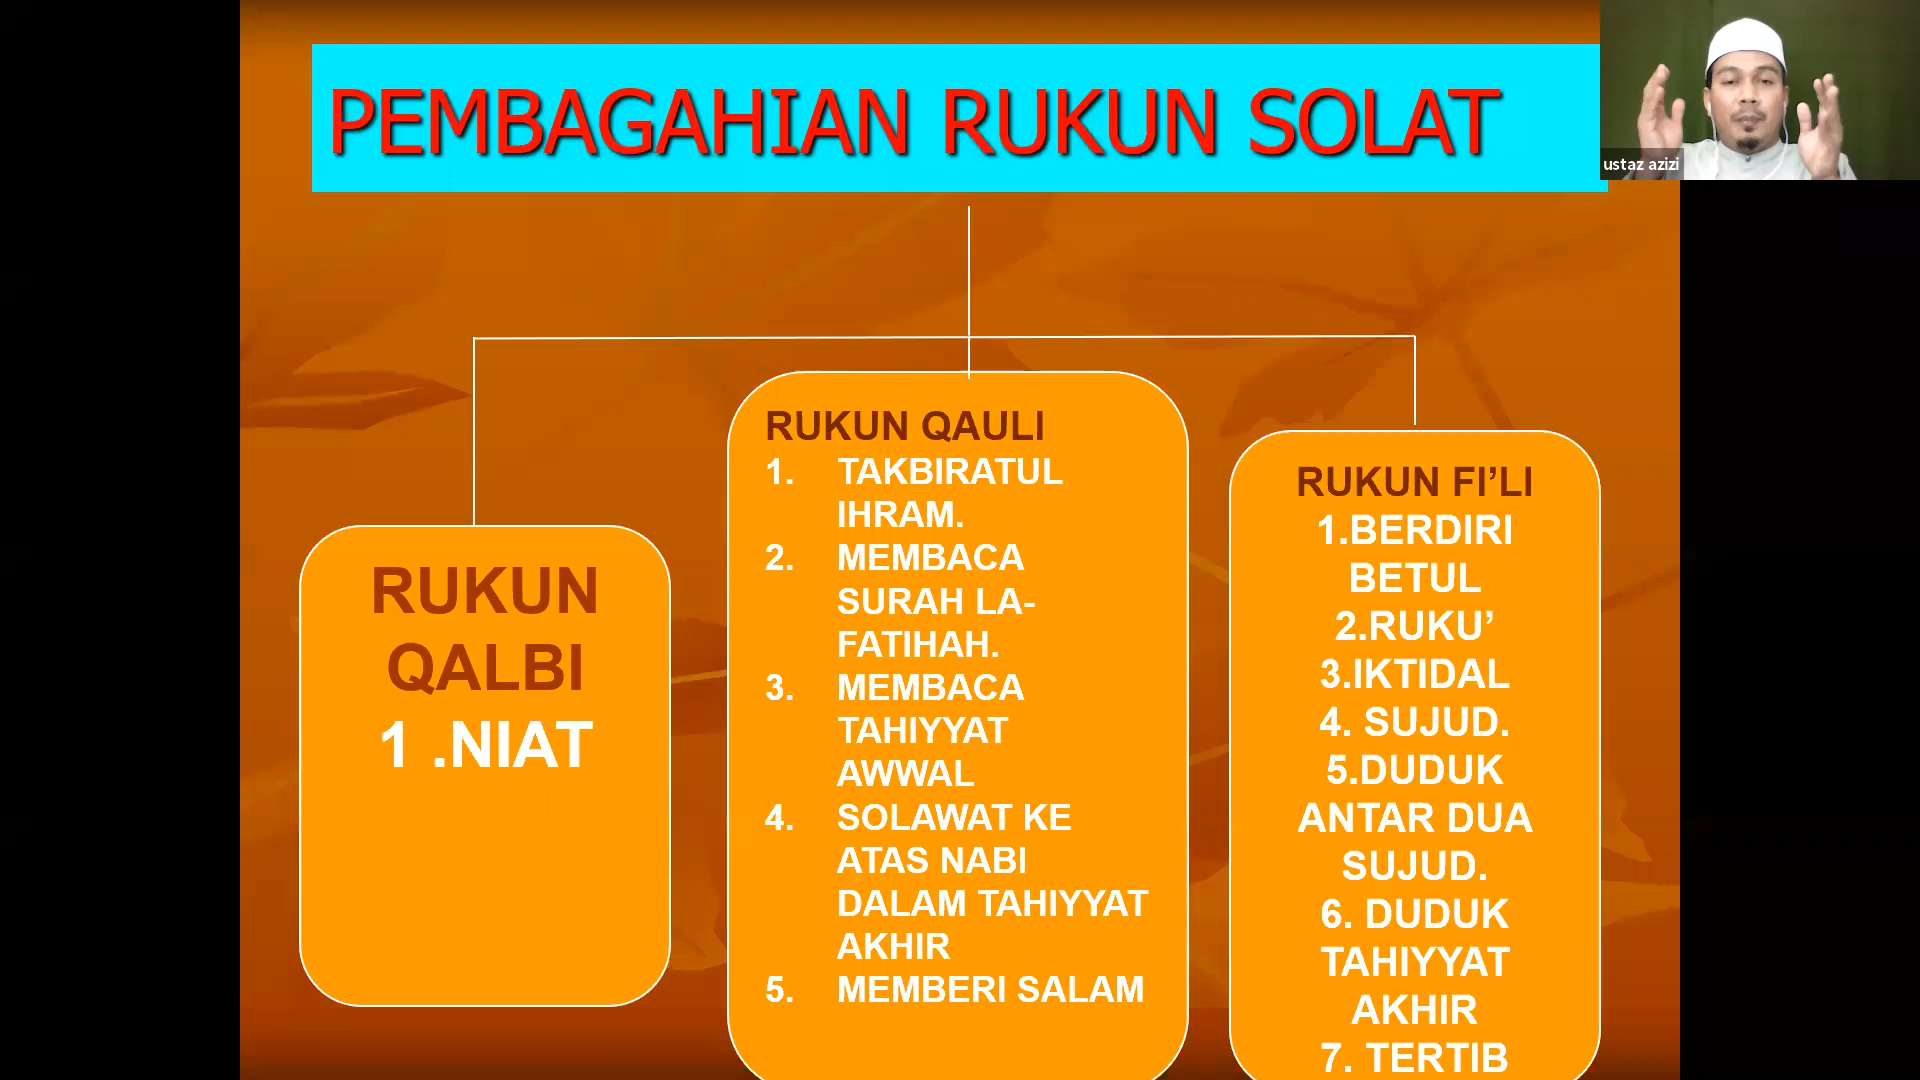 PEMBAGAHIAN RUKUN SOLAT
ustaz azizi
RUKUN
QALBI
1 .NIAT
RUKUN QAULI
1. TAKBIRATUL
IHRAM.
2. MEMBACA
SURAH LA-
FATIHAH.
3. MEMBACA
TAHIYYAT
AWWAL
4. SOLAWAT KE
ATAS NABI
DALAM TAHIYYAT
AKHIR
5. MEMBERI SALAM
RUKUN FI’LI
1.BERDIRI
BETUL
2.RUKU’
3.IKTIDAL
4. SUJUD.
5.DUDUK
ANTAR DUA
SUJUD.
6. DUDUK
TAHIYYAT
AKHIR
7. TERTIB